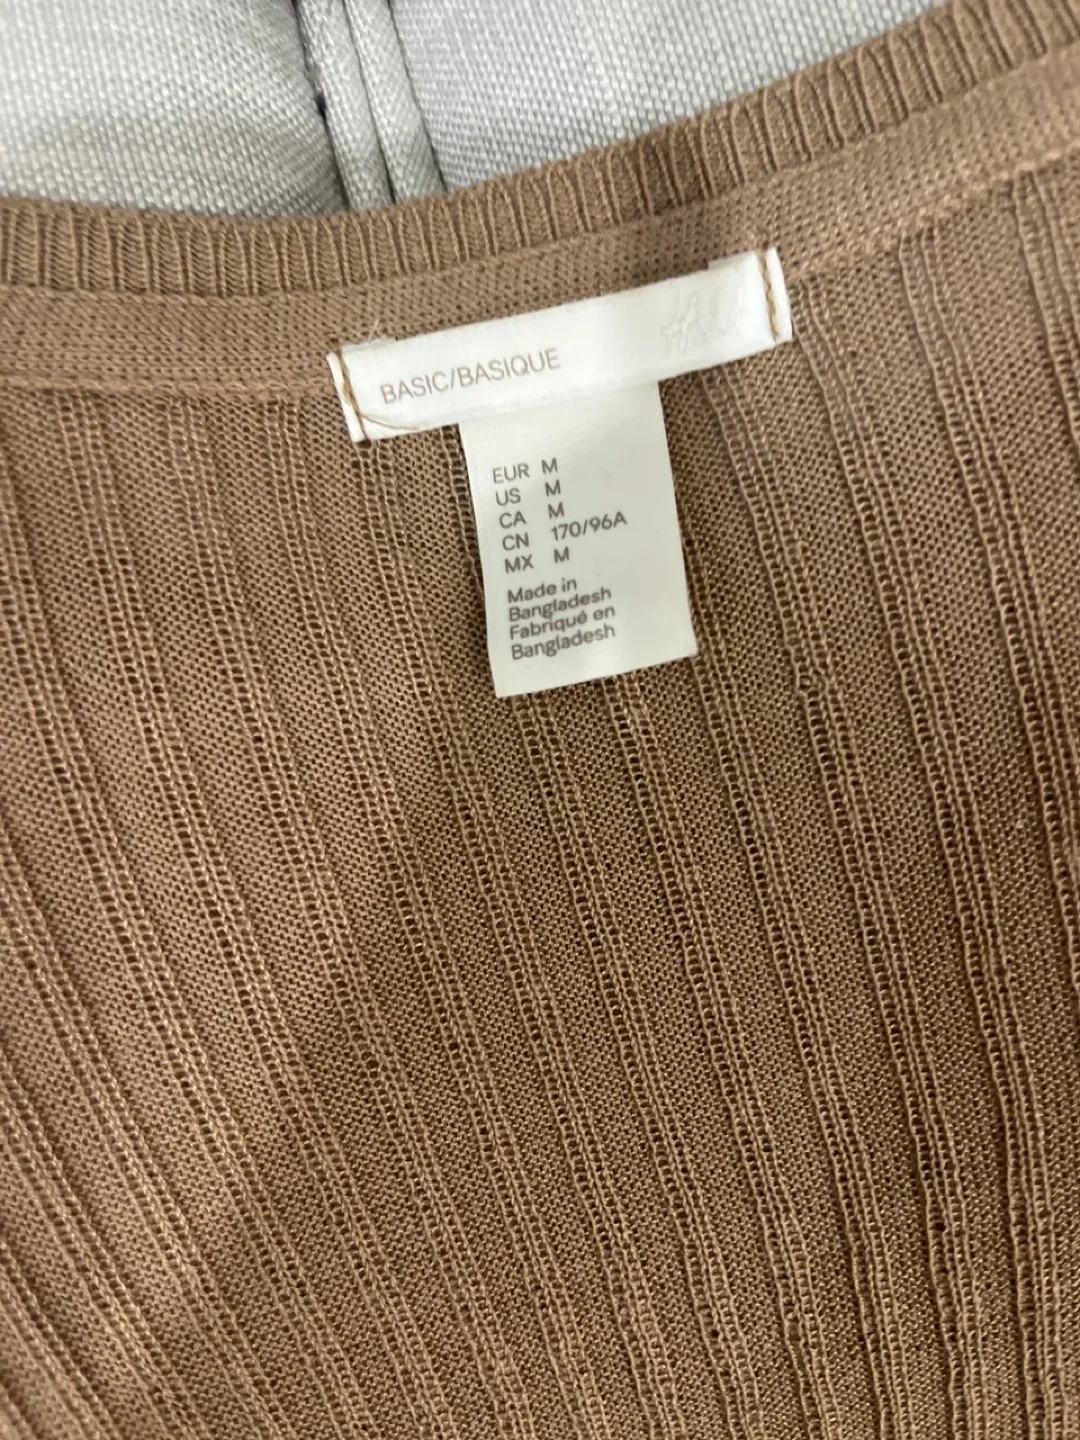 BASIC/BASIQUE
EUR M
US M
CA M
CN 170/96A
MX M
Made in
Bangladesh
Fabriqué en
Bangladesh